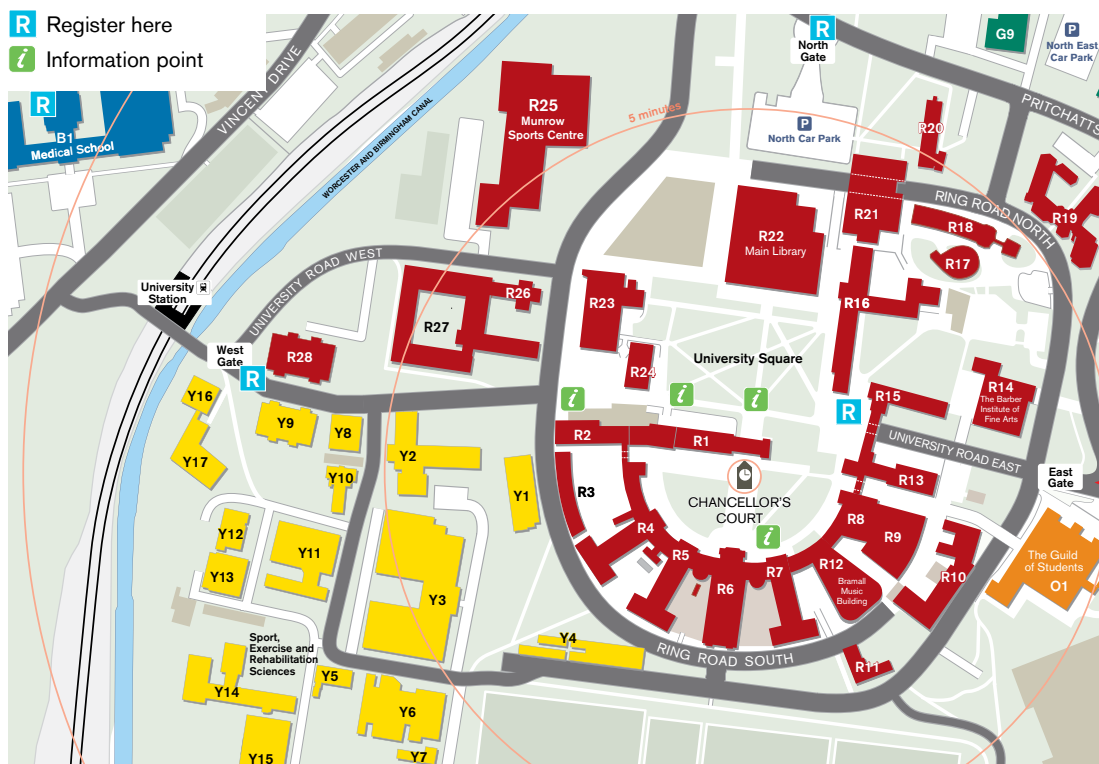 R Register here
i Information point
R
North
Gate
G9
P
North East
Car Park
R
B1
Medical School
VINCENT DRIVE
WORCESTER AND BIRMINGHAM CANAL
R25
Munrow
Sports Centre
5 minutes
P
North Car Park
R20
PRITCHATTS
RING ROAD NORTH
R19
R21
R18
R17
R22
Main Library
R16
University
Station
UNIVERSITY ROAD WEST
R26
R27
R23
R24
University Square
West
Gate
R28
R
i
i
i
R
R15
R14
The Barber
Institute of
Fine Arts
UNIVERSITY ROAD EAST
East
Gate
Y16
Y9
Y8
Y17
Y10
Y2
Y1
R2
R1
R3
CHANCELLOR'S
COURT
i
R13
R8
R9
R4
R5
R6
R7
R12
Bramall
Music
Building
R10
The Guild
of Students
O1
Y12
Y11
Y13
Y3
Y4
RING ROAD SOUTH
R11
Sport,
Exercise and
Rehabilitation
Sciences
Y14
Y5
Y6
Y15
Y7